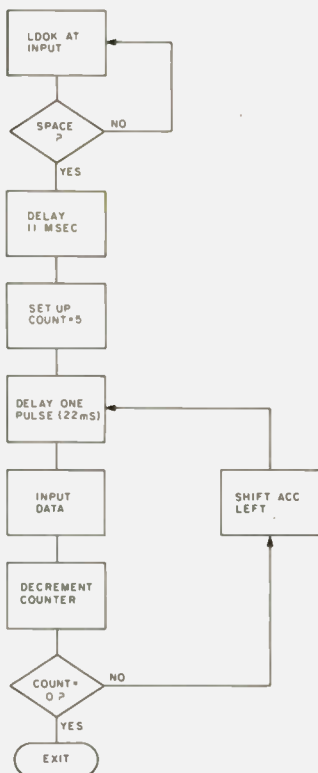 LOOK AT
INPUT
SPACE
?
NO
YES
DELAY
11 MSEC
SET UP
COUNT=5
DELAY ONE
PULSE (22mS)
INPUT
DATA
SHIFT ACC
LEFT
DECREMENT
COUNTER
COUNT=
0 ?
NO
YES
EXIT